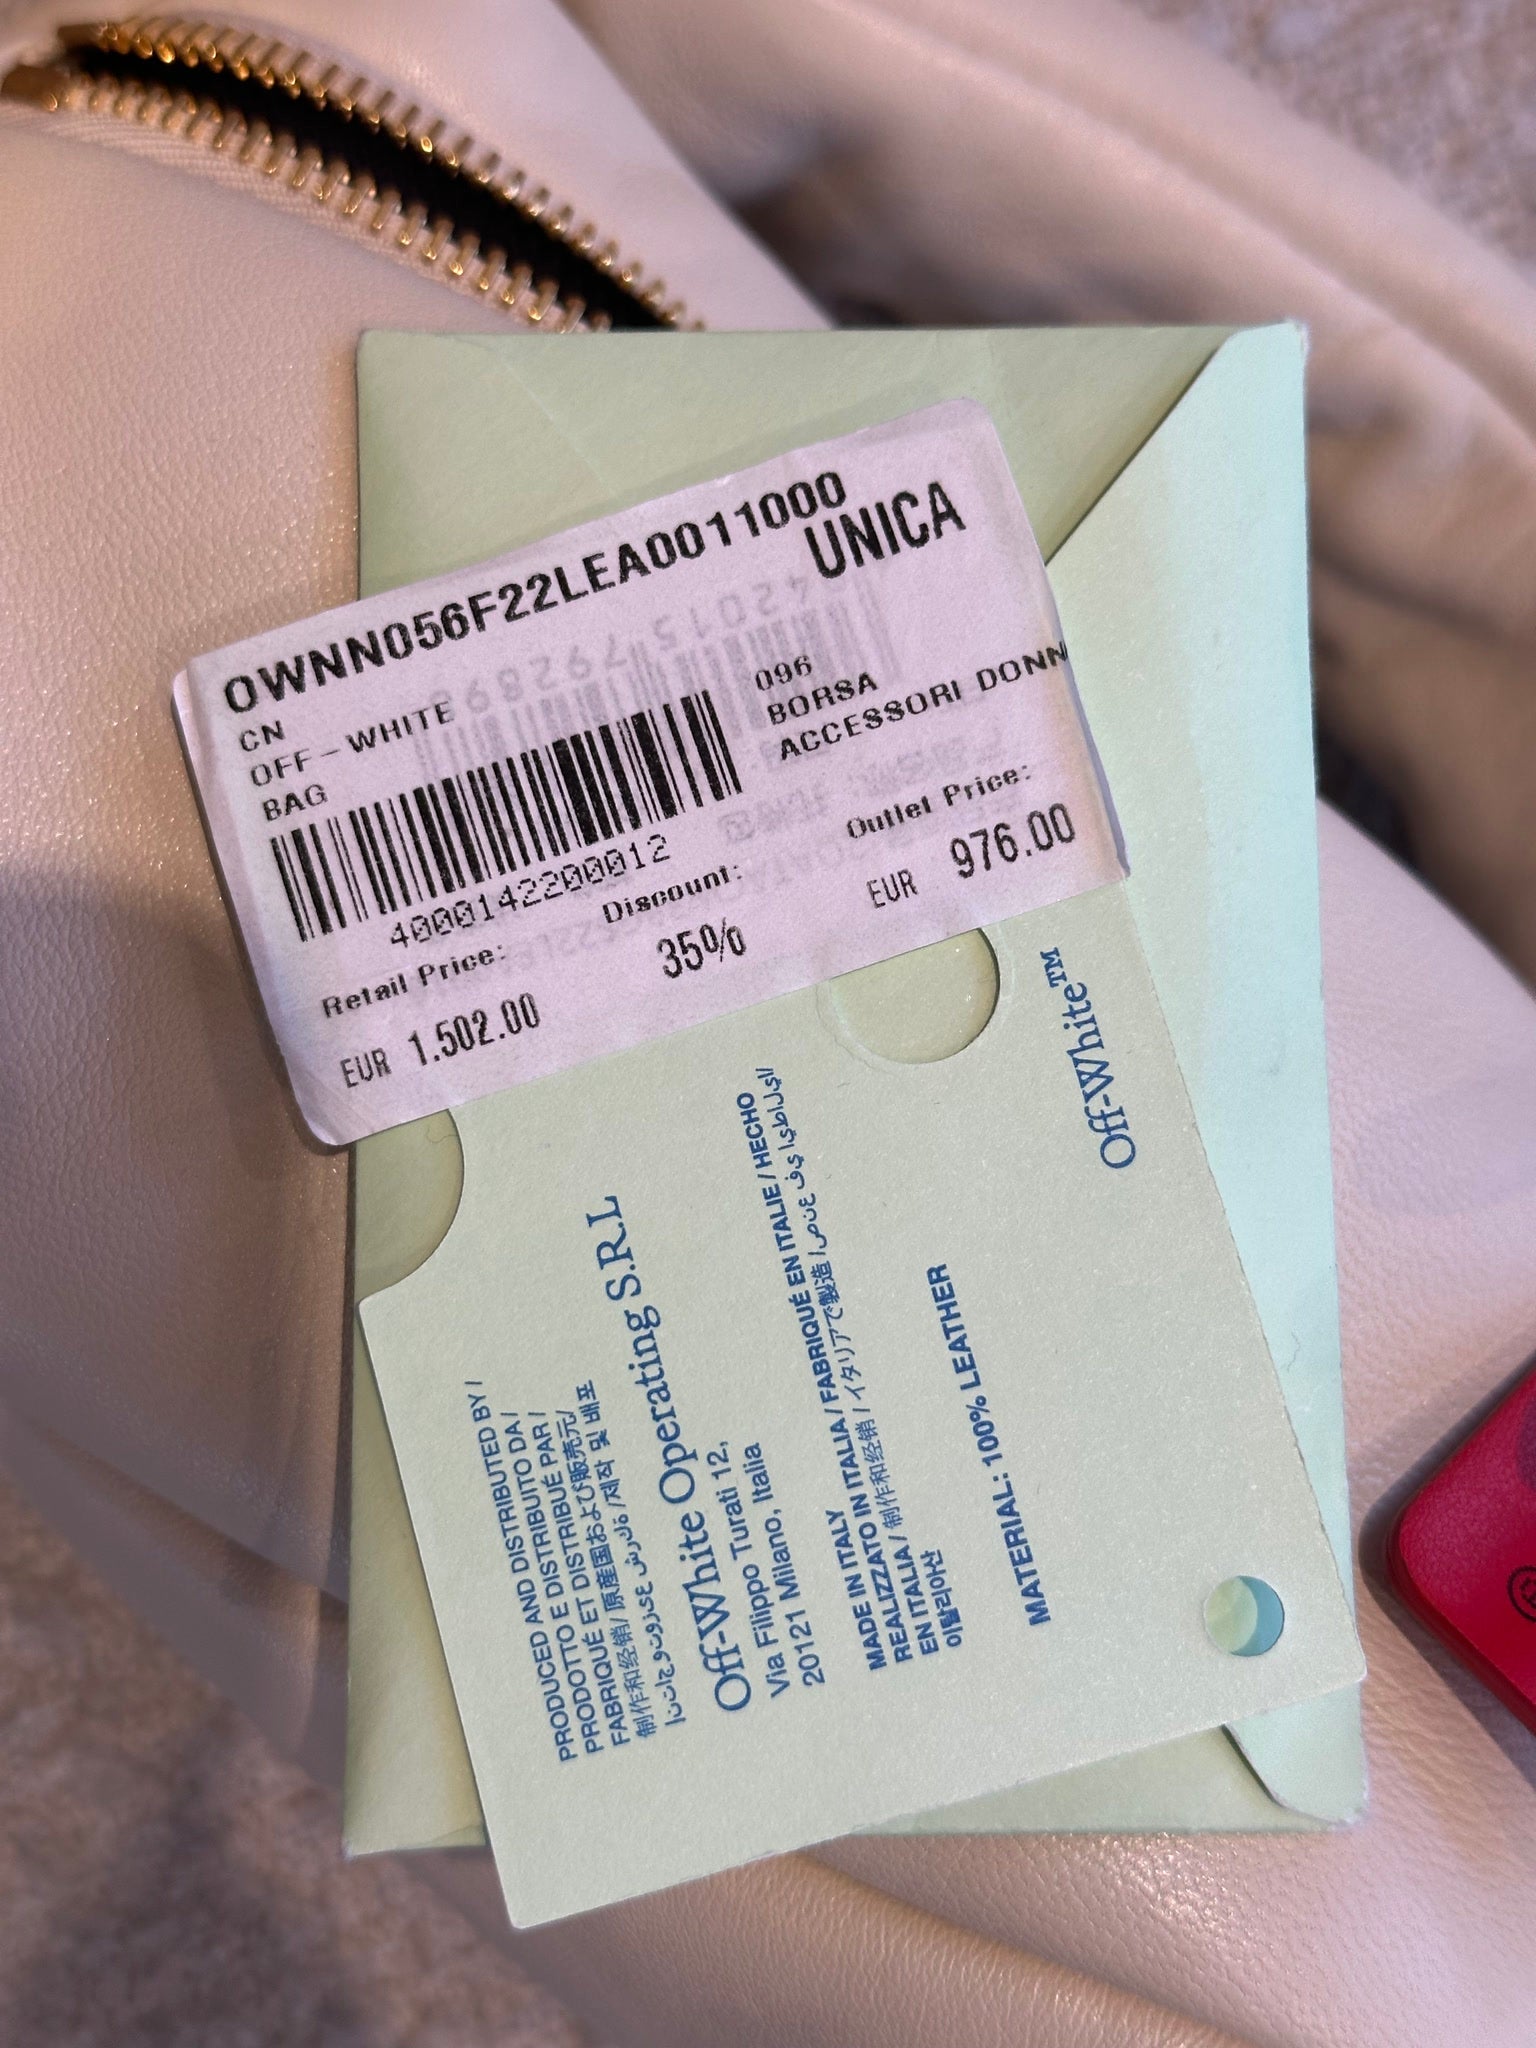 OWNN056F22LEA0011000
UNICA
CN
096
OFF-WHITE
BORSA
BAG
ACCESSORI DONN
4000142200012
Retail Price:
Discount:
Outlet Price:
EUR 1.502.00
35%
EUR 976.00
PRODUCED AND DISTRIBUTED BY /
PRODOTTO E DISTRIBUITO DA /
FABRIQUÉ ET DISTRIBUÉ PAR /
制作和经销/ 原産国および販売元/
/제작 및 배포
Off-White Operating S.R.L
Via Filippo Turati 12,
20121 Milano, Italia
MADE IN ITALY
REALIZZATO IN ITALIA / FABRIQUÉ EN ITALIE / HECHO
EN ITALIA / 制作和经销 / イタリアで製造 /
이탈리아산
MATERIAL: 100% LEATHER
Off-White™
®